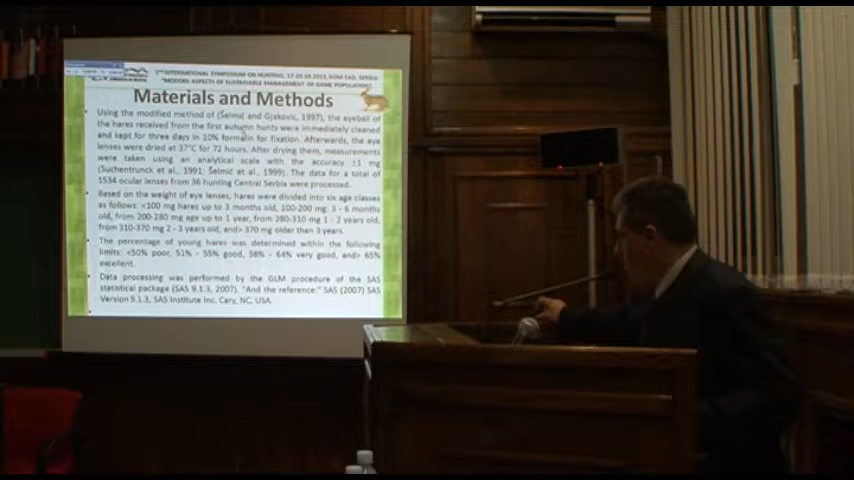 2nd INTERNATIONAL SYMPOSIUM ON HUNTING, 17-20.10.2013, NOVI SAD, SERBIA
"MODERN ASPECTS OF SUSTAINABLE MANAGEMENT OF GAME POPULATION"
Materials and Methods
• Using the modified method of (Šelmić and Gjakovic, 1997), the eyeball of
the hares received from the first autumn hunts were immediately cleaned
and kept for three days in 10% formalin for fixation. Afterwards, the eye
lenses were dried at 37°C for 72 hours. After drying them, measurements
were taken using an analytical scale with the accuracy ±1 mg
(Suchentrunck et al., 1991; Šelmić et al., 1999). The data for a total of
1534 ocular lenses from 36 hunting Central Serbia were processed.
• Based on the weight of eye lenses, hares were divided into six age classes
as follows: <100 mg hares up to 3 months old, 100-200 mg: 3 - 6 months
old, from 200-280 mg age up to 1 year, from 280-310 mg 1 - 2 years old,
from 310-370 mg 2 - 3 years old, and> 370 mg older than 3 years.
• The percentage of young hares was determined within the following
limits: <50% poor, 51% - 55% good, 56% - 64% very good, and> 65%
excellent.
• Data processing was performed by the GLM procedure of the SAS
statistical package (SAS 9.1.3, 2007). "And the reference:" SAS (2007) SAS
Version 9.1.3, SAS Institute Inc. Cary, NC, USA.